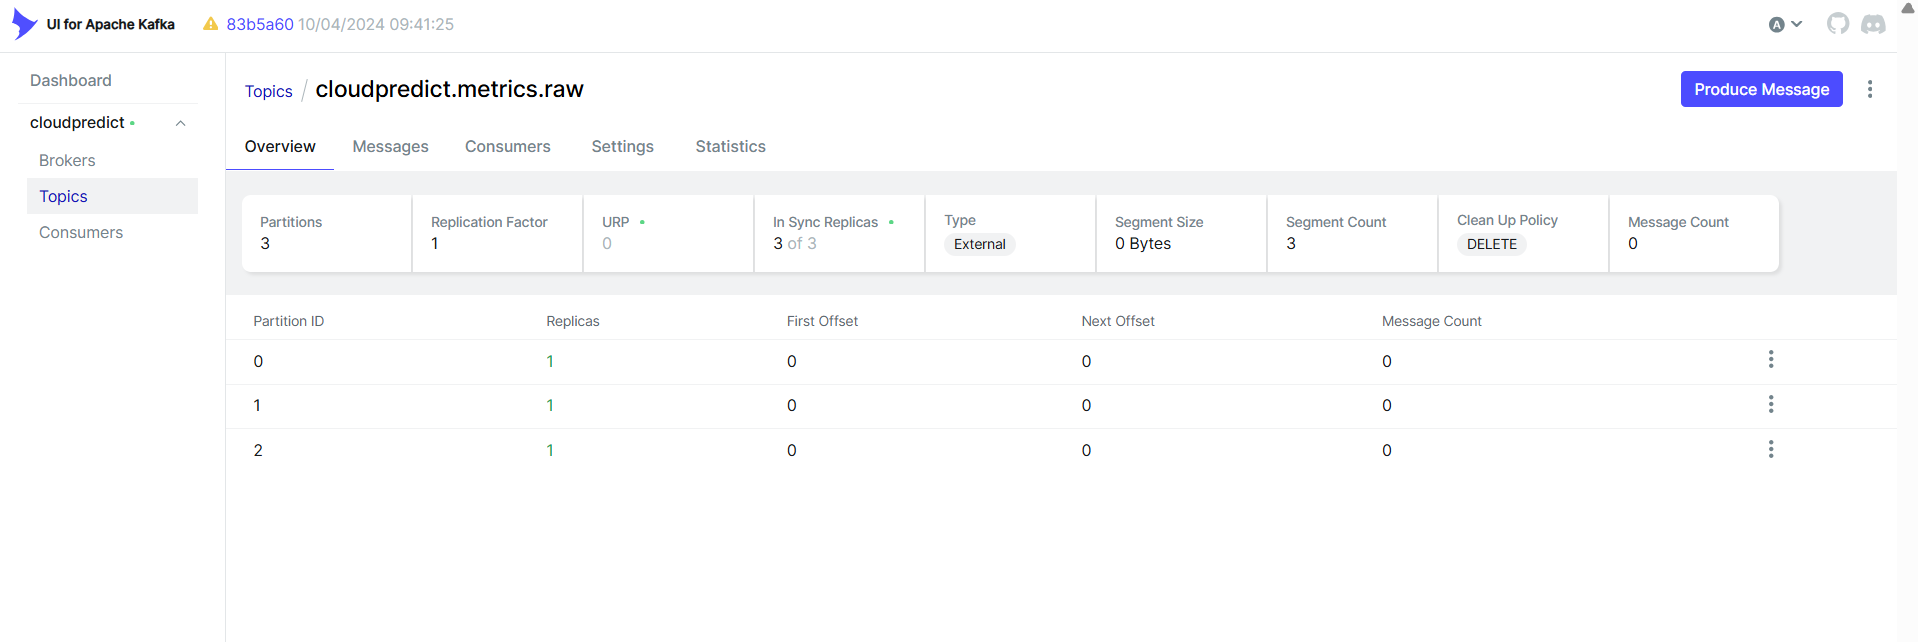 UI for Apache Kafka 83b5a60 10/04/2024 09:41:25 A
Dashboard
cloudpredict
Brokers
Topics
Consumers
Topics / cloudpredict.metrics.raw Produce Message
Overview Messages Consumers Settings Statistics
Partitions Replication Factor URP In Sync Replicas Type Segment Size Segment Count Clean Up Policy Message Count
3 1 0 3 of 3 External 0 Bytes 3 DELETE 0
Partition ID Replicas First Offset Next Offset Message Count
0 1 0 0 0
1 1 0 0 0
2 1 0 0 0